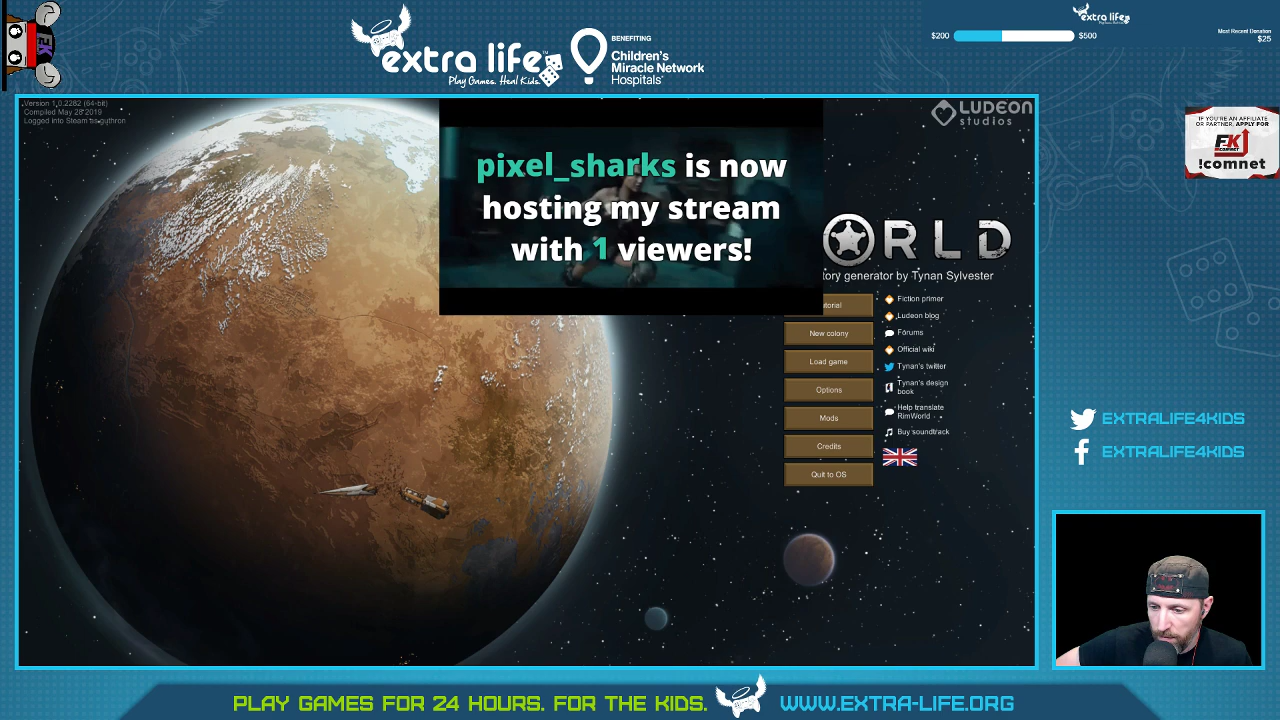 extra life
Play Games. Heal Kids.
BENEFITING
Children's
Miracle Network
Hospitals
extra life
$200
$500
Most Recent Donation
$25
Version 1.0.2282 (64-bit)
Compiled May 28 2019
LUDEON
studios
IF YOU'RE AN AFFILIATE
OR PARTNER, APPLY FOR
!comnet
pixel_sharks is now
hosting my stream
with 1 viewers!
RLD
tory generator by Tynan Sylvester
torial
New colony
Load game
Options
Mods
Credits
Quit to OS
Fiction primer
Ludeon blog
Forums
Official wiki
Tynan's twitter
Tynan's design
book
Help translate
RimWorld
Buy soundtrack
EXTRALIFE4KIDS
EXTRALIFE4KIDS
PLAY GAMES FOR 24 HOURS. FOR THE KIDS.
WWW.EXTRA-LIFE.ORG